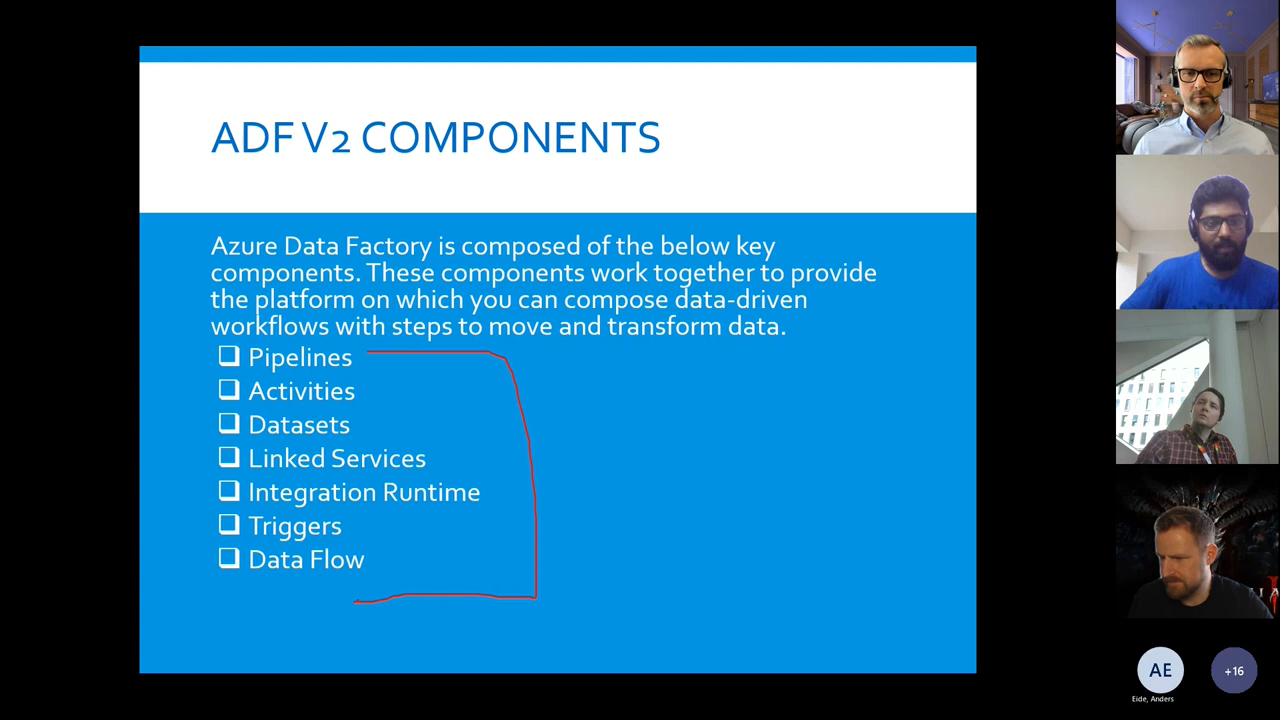 ADF V2 COMPONENTS
Azure Data Factory is composed of the below key
components. These components work together to provide
the platform on which you can compose data-driven
workflows with steps to move and transform data.
Pipelines
Activities
Datasets
Linked Services
Integration Runtime
Triggers
Data Flow
AE
+16
Eide, Anders